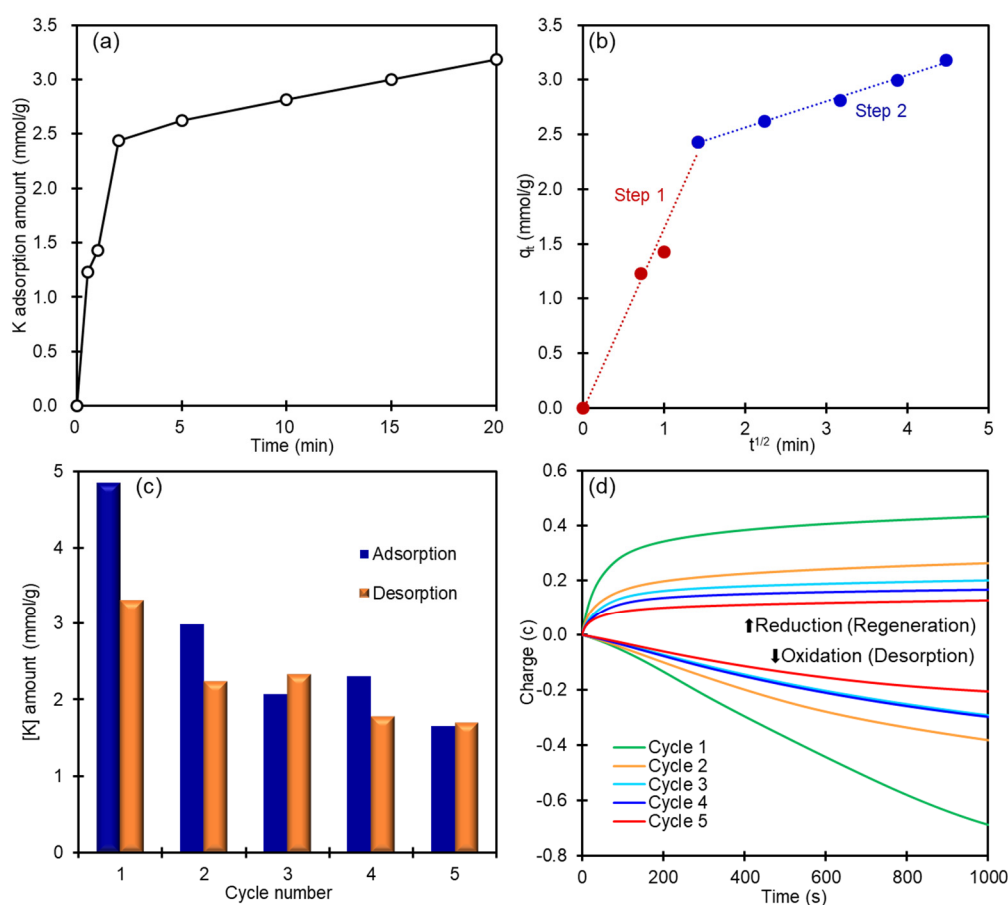 (a)
K adsorption amount (mmol/g)
3.5
3.0
2.5
2.0
1.5
1.0
0.5
0.0
0 5 10 15 20
Time (min)
(b)
qₜ (mmol/g)
3.5
3.0
2.5
2.0
1.5
1.0
0.5
0.0
Step 1
Step 2
0 1 2 3 4 5
t¹ᐟ² (min)
(c)
[K] amount (mmol/g)
5
4
3
2
1
0
Adsorption
Desorption
1 2 3 4 5
Cycle number
(d)
Charge (c)
0.6
0.4
0.2
0.0
-0.2
-0.4
-0.6
-0.8
⬆Reduction (Regeneration)
⬇Oxidation (Desorption)
Cycle 1
Cycle 2
Cycle 3
Cycle 4
Cycle 5
0 200 400 600 800 1000
Time (s)